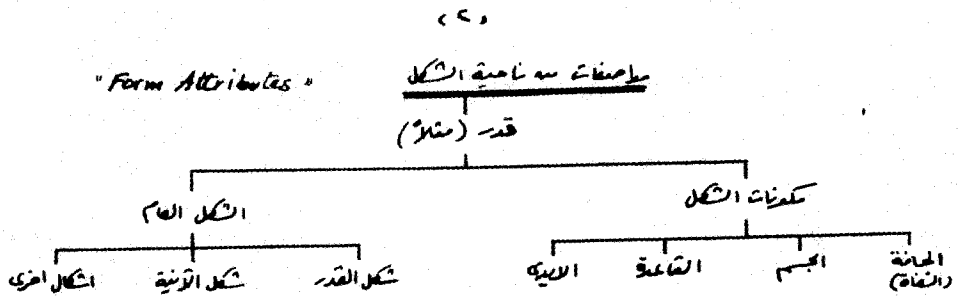 (٢)
مواصفات من ناحية الشكل "Form Attributes"
قدر (مثلاً)
مكونات الشكل
الشكل العام
الحافة (الشفاة)
الجسم
القاعدة
الايدي
شكل القدر
شكل الآنية
اشكال اخرى